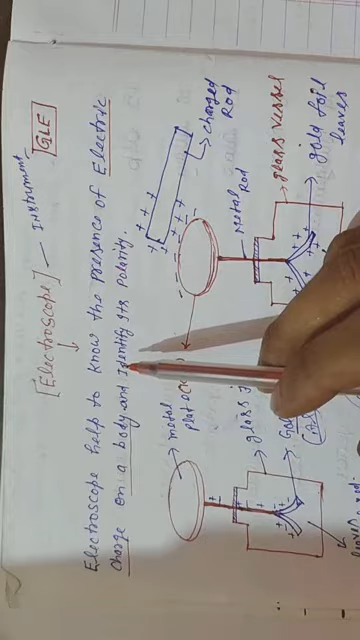 GLE
[Electroscope] → Instrument
Electroscope help to know the presence of Electric
charge on a body and identify its polarity.
charged
rod
metal
rod
glass vessel
gold foil
leaves
metal
plate
glass
leaves